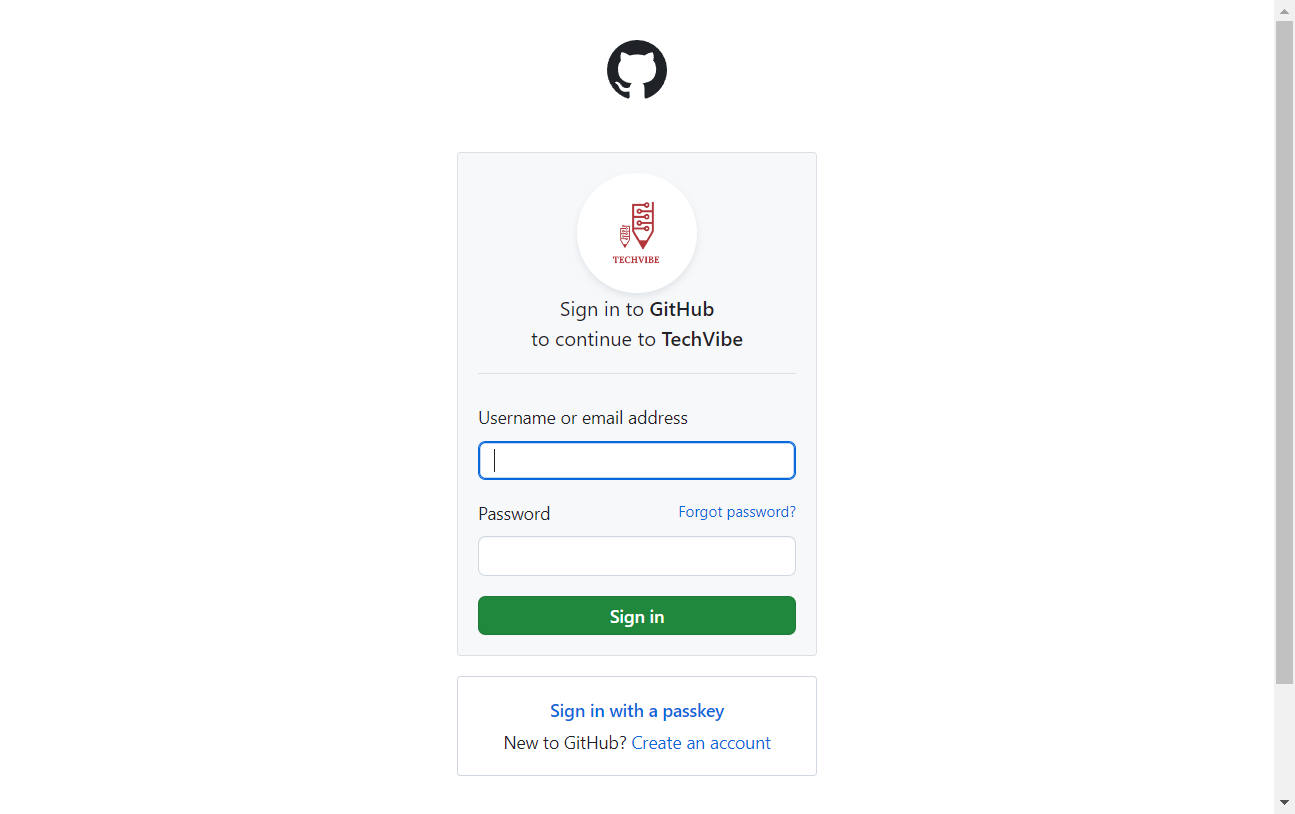 TECHVIBE
Sign in to GitHub
to continue to TechVibe
Username or email address
Password
Forgot password?
Sign in
Sign in with a passkey
New to GitHub? Create an account